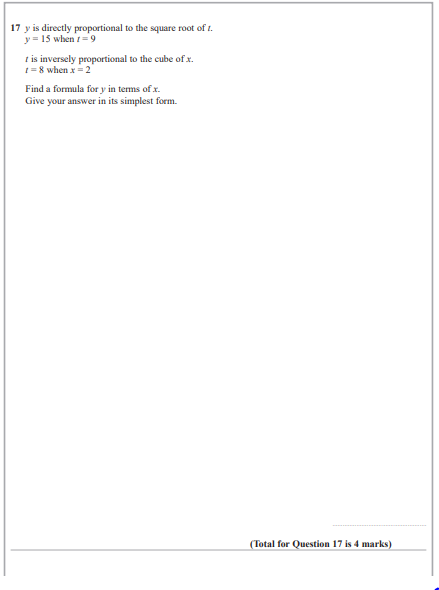 17 y is directly proportional to the square root of t.
y = 15 when t = 9
t is inversely proportional to the cube of x.
t = 8 when x = 2
Find a formula for y in terms of x.
Give your answer in its simplest form.
(Total for Question 17 is 4 marks)